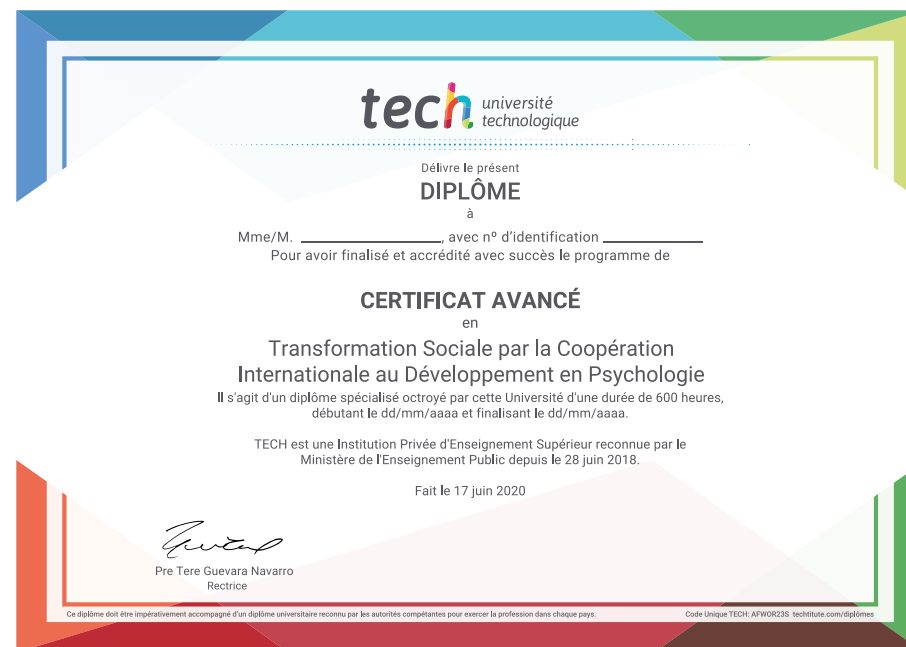 tech université
technologique
Délivre le présent
DIPLÔME
à
Mme/M. ____________________, avec nº d'identification ______________
Pour avoir finalisé et accrédité avec succès le programme de
CERTIFICAT AVANCÉ
en
Transformation Sociale par la Coopération
Internationale au Développement en Psychologie
Il s'agit d'un diplôme spécialisé octroyé par cette Université d'une durée de 600 heures,
débutant le dd/mm/aaaa et finalisant le dd/mm/aaaa.
TECH est une Institution Privée d'Enseignement Supérieur reconnue par le
Ministère de l'Enseignement Public depuis le 28 juin 2018.
Fait le 17 juin 2020
Pre Tere Guevara Navarro
Rectrice
Ce diplôme doit être impérativement accompagné d'un diplôme universitaire reconnu par les autorités compétantes pour exercer la profession dans chaque pays.
Code Unique TECH: AFWOR23S techtitute.com/diplômes